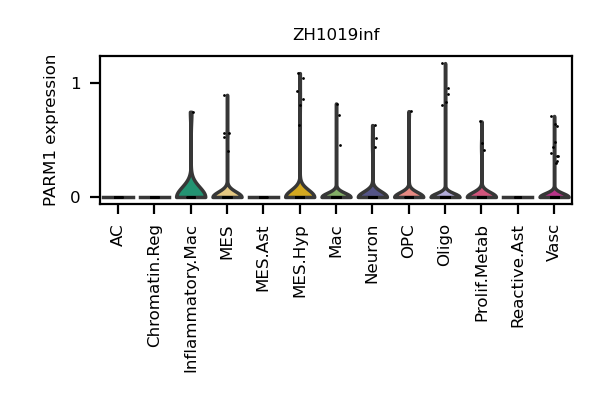 ZH1019inf
PARM1 expression
1
0
AC
Chromatin.Reg
Inflammatory.Mac
MES
MES.Ast
MES.Hyp
Mac
Neuron
OPC
Oligo
Prolif.Metab
Reactive.Ast
Vasc